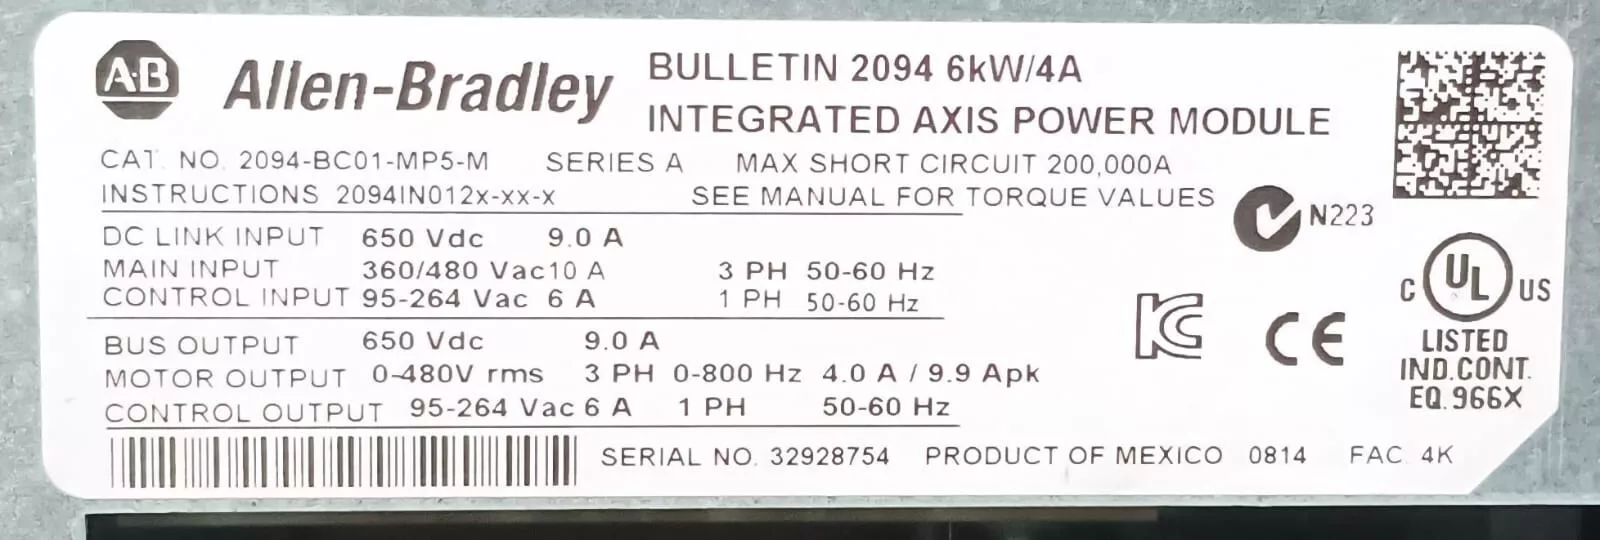 A-B Allen-Bradley
BULLETIN 2094 6kW/4A
INTEGRATED AXIS POWER MODULE
CAT. NO. 2094-BC01-MP5-M SERIES A MAX SHORT CIRCUIT 200,000A
INSTRUCTIONS 2094IN012x-xx-x SEE MANUAL FOR TORQUE VALUES
N223
DC LINK INPUT 650 Vdc 9.0 A
MAIN INPUT 360/480 Vac10 A 3 PH 50-60 Hz
CONTROL INPUT 95-264 Vac 6 A 1 PH 50-60 Hz
BUS OUTPUT 650 Vdc 9.0 A
MOTOR OUTPUT 0-480V rms 3 PH 0-800 Hz 4.0 A / 9.9 Apk
CONTROL OUTPUT 95-264 Vac 6 A 1 PH 50-60 Hz
KC CE
C UL US
LISTED
IND.CONT.
EQ.966X
SERIAL NO. 32928754 PRODUCT OF MEXICO 0814 FAC. 4K